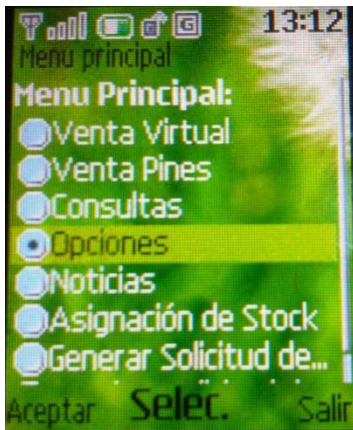 13:12
Menu principal
Menu Principal:
Venta Virtual
Venta Pines
Consultas
Opciones
Noticias
Asignación de Stock
Generar Solicitud de...
Aceptar Selec. Salir